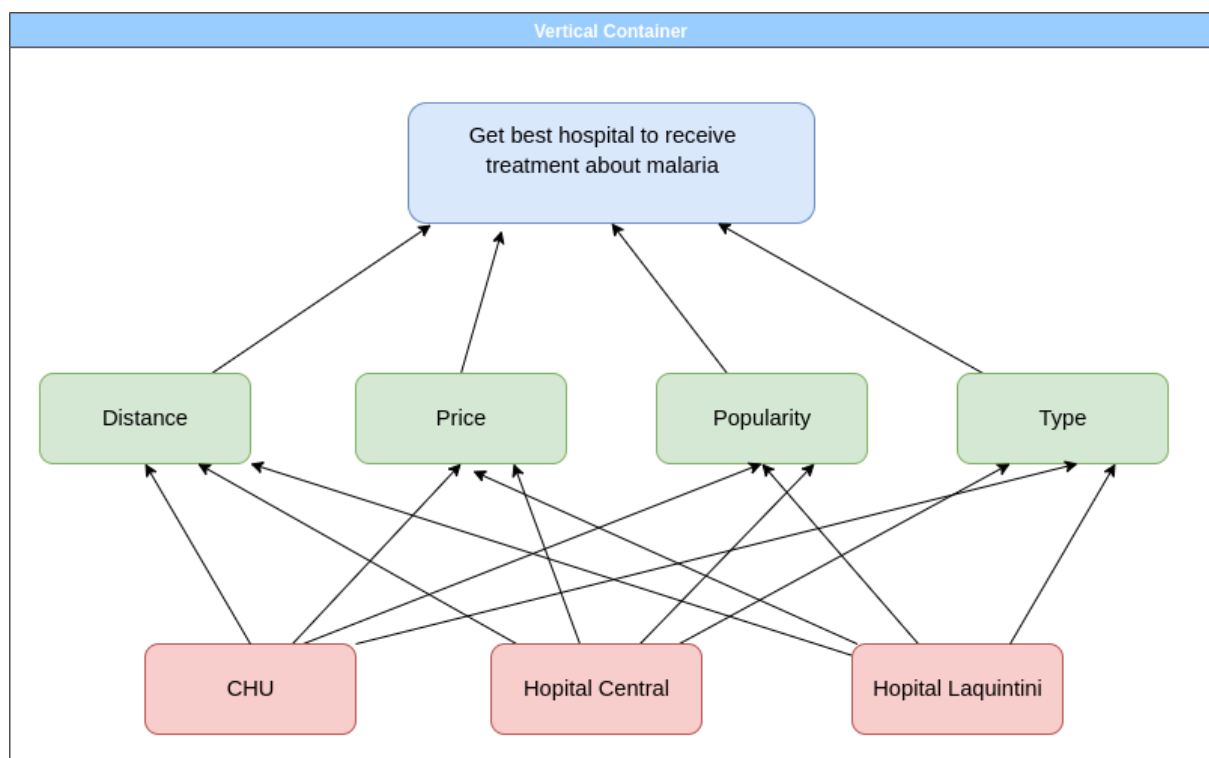 Vertical Container
Get best hospital to receive
treatment about malaria
Distance
Price
Popularity
Type
CHU
Hopital Central
Hopital Laquintini